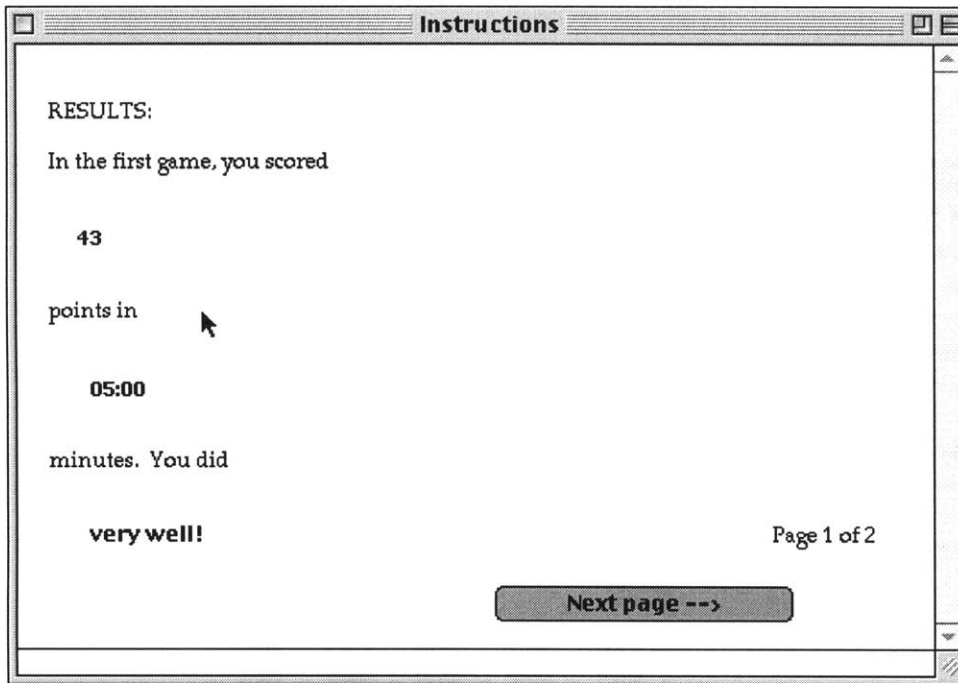 Instructions
RESULTS:
In the first game, you scored
43
points in
05:00
minutes.  You did
very well!
Page 1 of 2
Next page -->